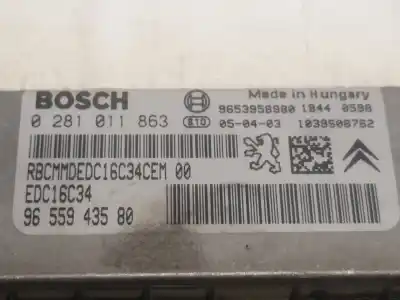 BOSCH
Made in Hungary
9653958980 1844 0598
0 281 011 863
E10
05-04-03 1039S08762
RBCMMDEDC16C34CEM 00
EDC16C34
96 559 435 80